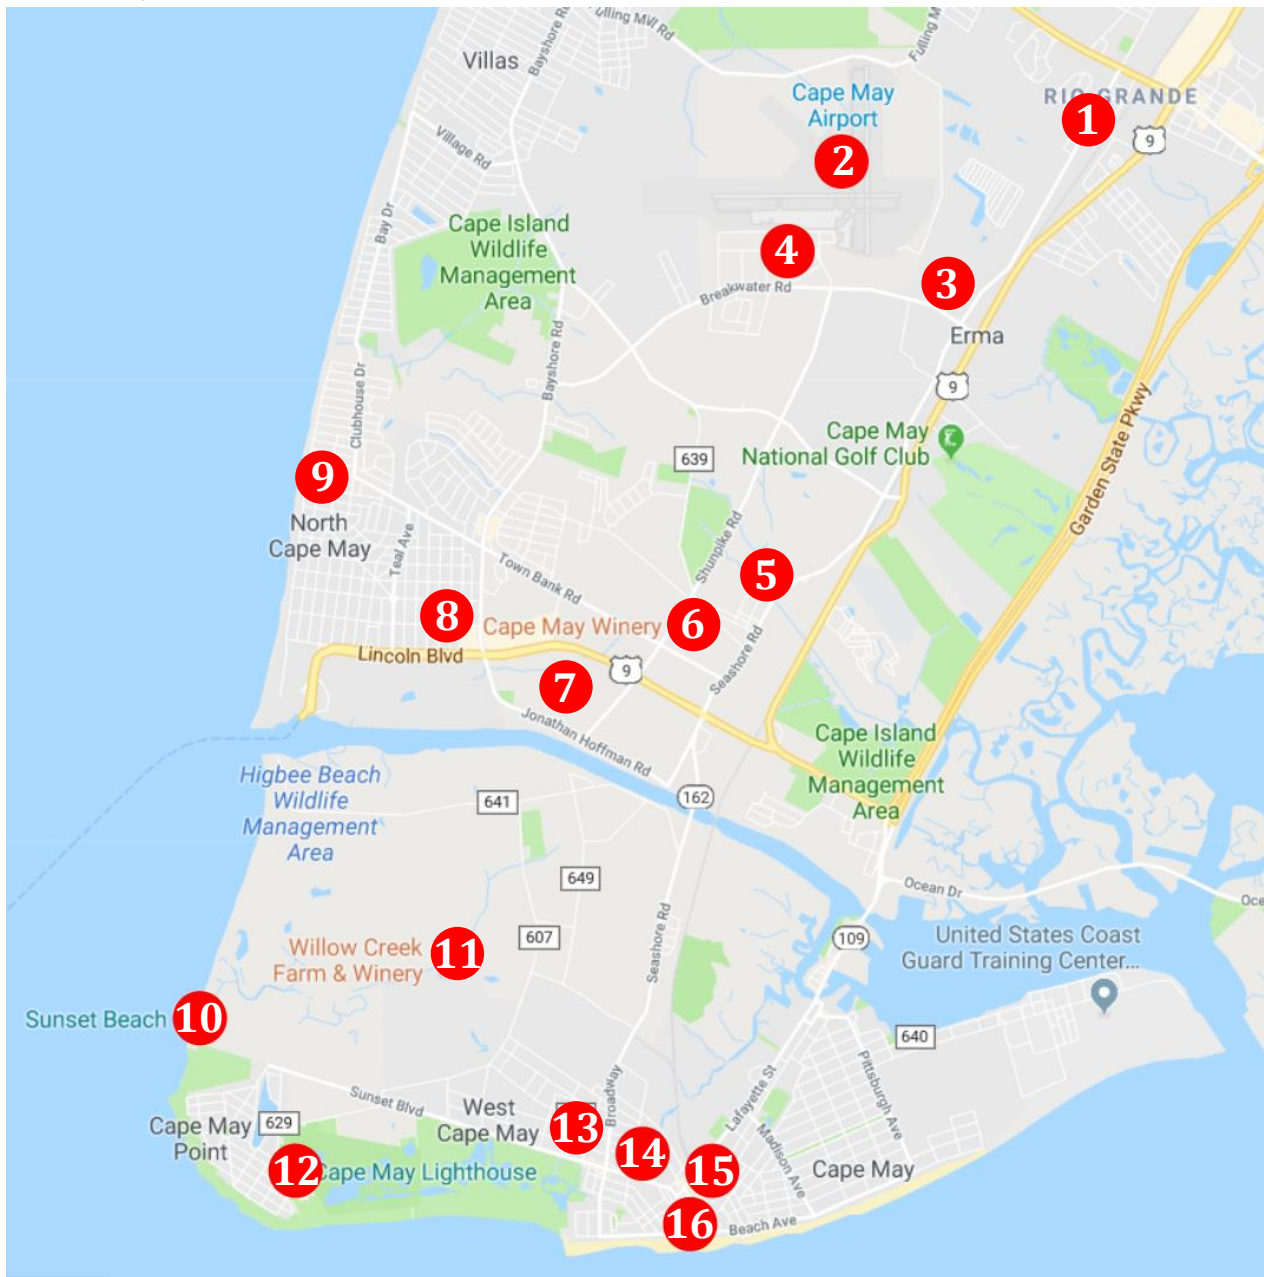 Fulling Mill Rd
Bayshore Rd
Fulling M
Villas
Cape May
Airport
RIO GRANDE
1
9
2
Village Rd
Bay Dr
Cape Island
Wildlife
Management
Area
4
3
Breakwater Rd
Erma
Bayshore Rd
Clubhouse Dr
9
Garden State Pkwy
Cape May
National Golf Club
639
9
North
Cape May
Teal Ave
Shunpike Rd
Town Bank Rd
5
8
Cape May Winery
6
Lincoln Blvd
9
Seashore Rd
7
Jonathan Hoffman Rd
Cape Island
Wildlife
Management
Area
Higbee Beach
Wildlife
Management
Area
641
162
649
Ocean Dr
Oce
607
Seashore Rd
109
United States Coast
Guard Training Center...
Willow Creek
Farm & Winery
11
Sunset Beach
10
640
Sunset Blvd
Broadway
Lafayette St
Pittsburgh Ave
Madison Ave
West
Cape May
13
Cape May
Point
629
14
12
Cape May Lighthouse
15
Cape May
16
Beach Ave